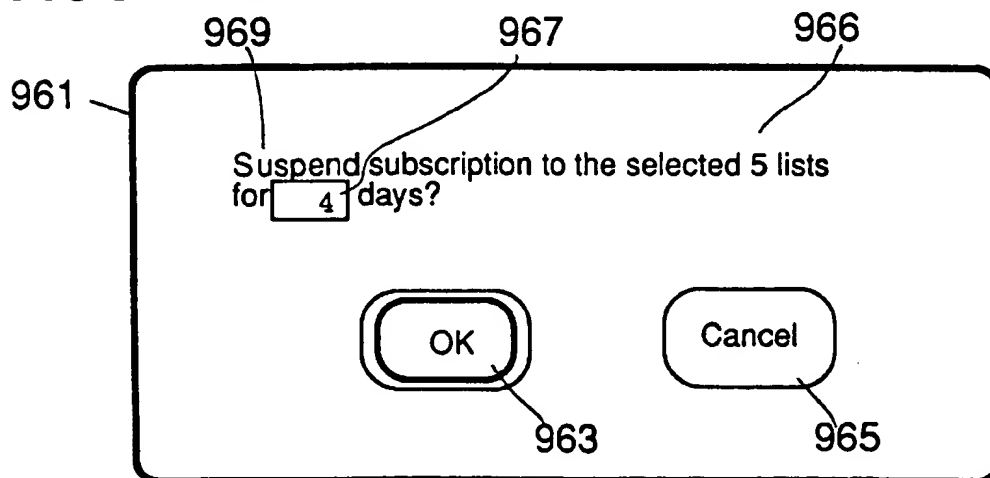 969 967 966
961
Suspend subscription to the selected 5 lists
for 4 days?
OK Cancel
963 965